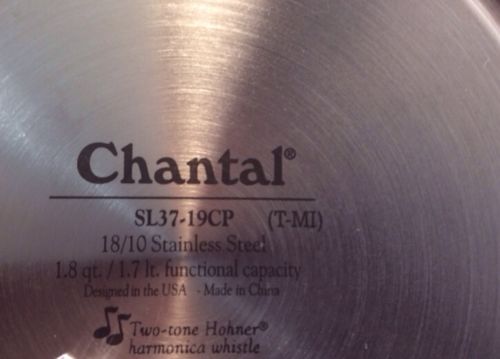 Chantal®
SL37-19CP (T-MI)
18/10 Stainless Steel
1.8 qt. / 1.7 lt. functional capacity
Designed in the USA - Made in China
Two-tone Hohner®
harmonica whistle